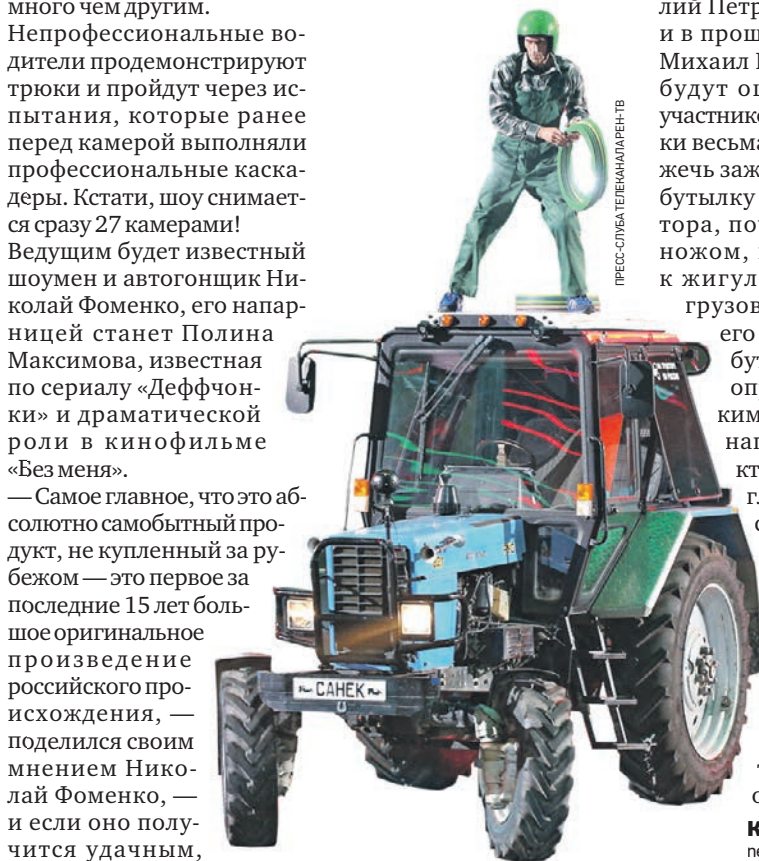 много чем другим.
Непрофессиональные во-
дители продемонстрируют
трюки и пройдут через ис-
пытания, которые ранее
перед камерой выполняли
профессиональные каска-
деры. Кстати, шоу снимает-
ся сразу 27 камерами!
Ведущим будет известный
шоумен и автогонщик Ни-
колай Фоменко, его напар-
ницей станет Полина
Максимова, известная
по сериалу «Деффчон-
ки» и драматической
роли в кинофильме
«Без меня».
— Самое главное, что это аб-
солютно самобытный про-
дукт, не купленный за ру-
бежом — это первое за
последние 15 лет боль-
шое оригинальное
произведение
российского про-
исхождения, —
поделился своим
мнением Нико-
лай Фоменко, —
и если оно полу-
чится удачным,
ПРЕСС-СЛУБА ТЕЛЕКАНАЛА РЕН-ТВ
САНЕК
лий Петр
и в прош
Михаил
будут оц
участнико
ки весьма
жечь заж
бутылку
тора, поч
ножом,
к жигул
грузов
его
бут
оп
ким
наг
кт